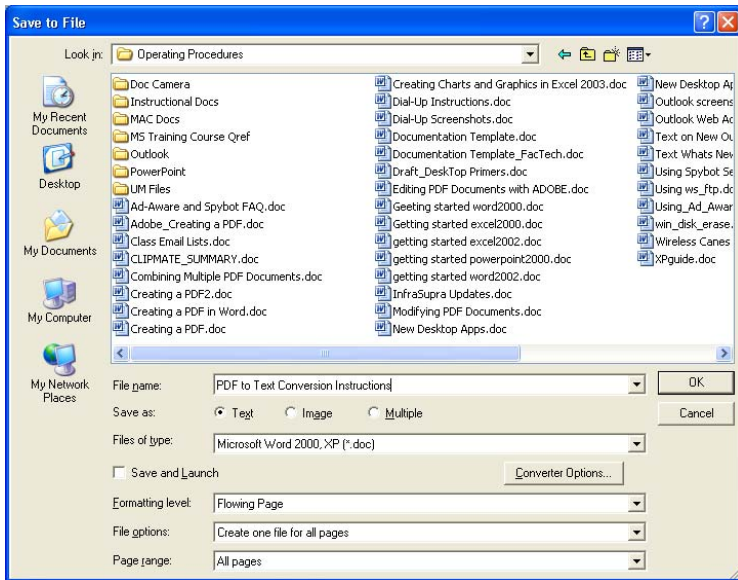 Save to File
Look in:
Operating Procedures
My Recent
Documents
Desktop
My Documents
My Computer
My Network
Places
Doc Camera
Instructional Docs
MAC Docs
MS Training Course Qref
Outlook
PowerPoint
UM Files
Ad-Aware and Spybot FAQ.doc
Adobe_Creating a PDF.doc
Class Email Lists.doc
CLIPMATE_SUMMARY.doc
Combining Multiple PDF Documents.doc
Creating a PDF2.doc
Creating a PDF in Word.doc
Creating a PDF.doc
Creating Charts and Graphics in Excel 2003.doc
Dial-Up Instructions.doc
Dial-Up Screenshots.doc
Documentation Template.doc
Documentation Template_FacTech.doc
Draft_DeskTop Primers.doc
Editing PDF Documents with ADOBE.doc
Geeting started word2000.doc
Getting started excel2000.doc
getting started excel2002.doc
getting started powerpoint2000.doc
getting started word2002.doc
InfraSupra Updates.doc
Modifying PDF Documents.doc
New Desktop Apps.doc
New Desktop Ap
Outlook screens
Outlook Web Ac
Text on New Ou
Text Whats New
Using Spybot Se
Using ws_ftp.do
Using_Ad_Awar
win_disk_erase.
Wireless Canes
XPguide.doc
File name:
PDF to Text Conversion Instructions
OK
Save as:
Text
Image
Multiple
Cancel
Files of type:
Microsoft Word 2000, XP (*.doc)
Save and Launch
Converter Options...
Formatting level:
Flowing Page
File options:
Create one file for all pages
Page range:
All pages